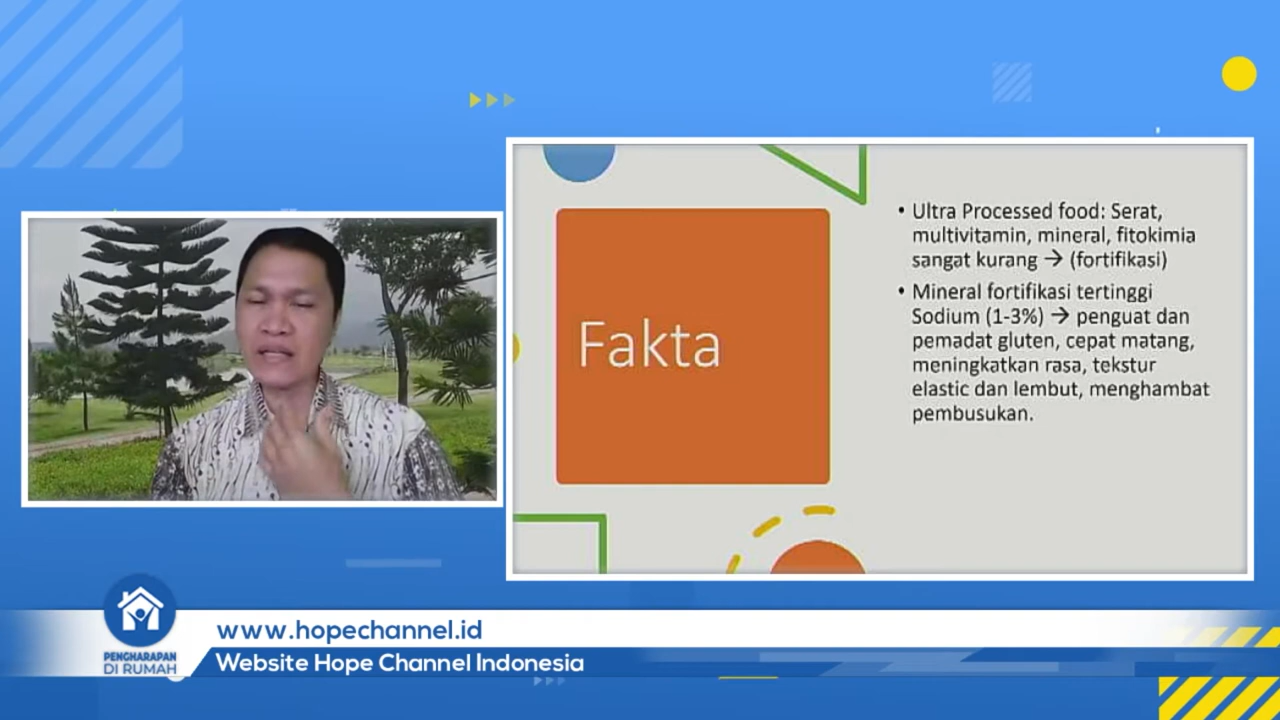 Fakta
• Ultra Processed food: Serat,
multivitamin, mineral, fitokimia
sangat kurang → (fortifikasi)
• Mineral fortifikasi tertinggi
Sodium (1-3%) → penguat dan
pemadat gluten, cepat matang,
meningkatkan rasa, tekstur
elastic dan lembut, menghambat
pembusukan.
www.hopechannel.id
PENGHARAPAN
DI RUMAH
Website Hope Channel Indonesia